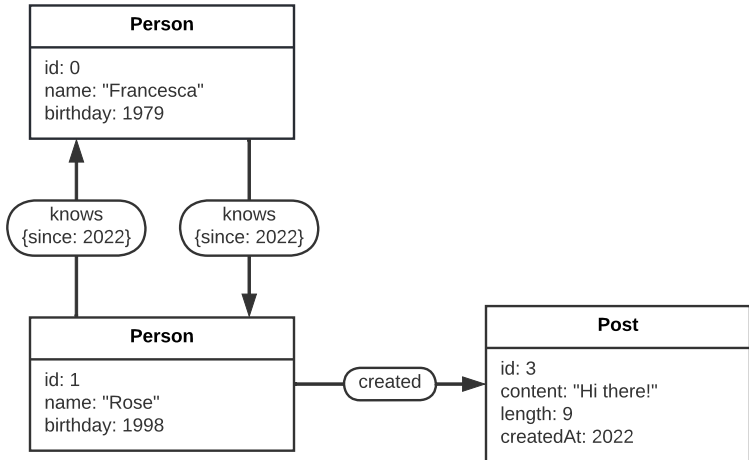 Person
id: 0
name: "Francesca"
birthday: 1979
knows
{since: 2022}
knows
{since: 2022}
Person
id: 1
name: "Rose"
birthday: 1998
created
Post
id: 3
content: "Hi there!"
length: 9
createdAt: 2022